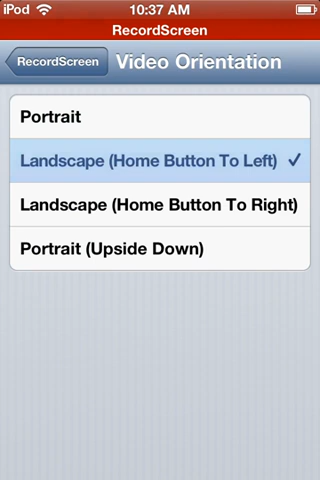 iPod 10:37 AM
RecordScreen
RecordScreen Video Orientation
Portrait
Landscape (Home Button To Left)
Landscape (Home Button To Right)
Portrait (Upside Down)